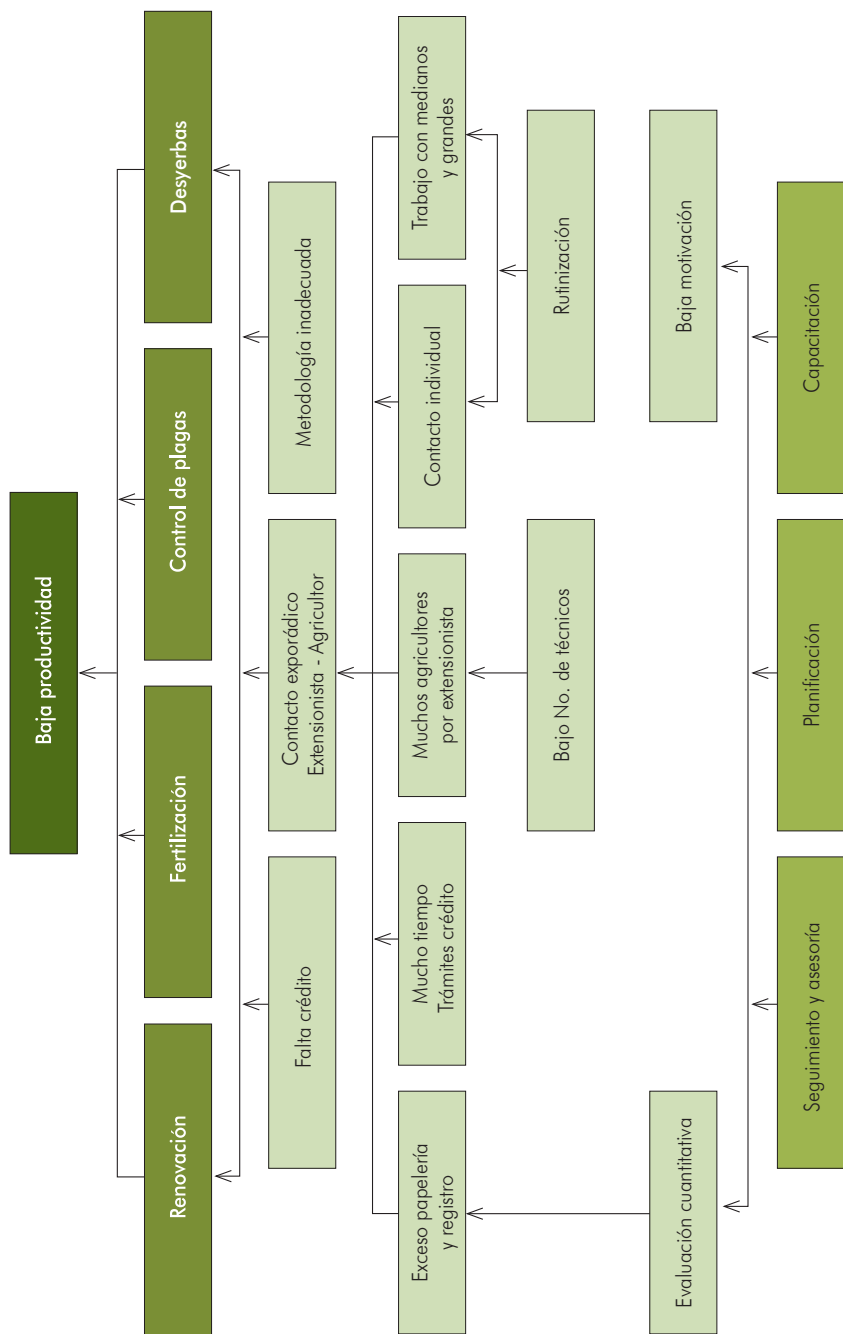 Baja productividad
Renovación
Fertilización
Control de plagas
Desyerbas
Falta crédito
Contacto exporádico
Extensionista - Agricultor
Metodología inadecuada
Exceso papelería
y registro
Mucho tiempo
Trámites crédito
Muchos agricultores
por extensionista
Contacto individual
Trabajo con medianos
y grandes
Bajo No. de técnicos
Rutinización
Evaluación cuantitativa
Baja motivación
Seguimiento y asesoría
Planificación
Capacitación